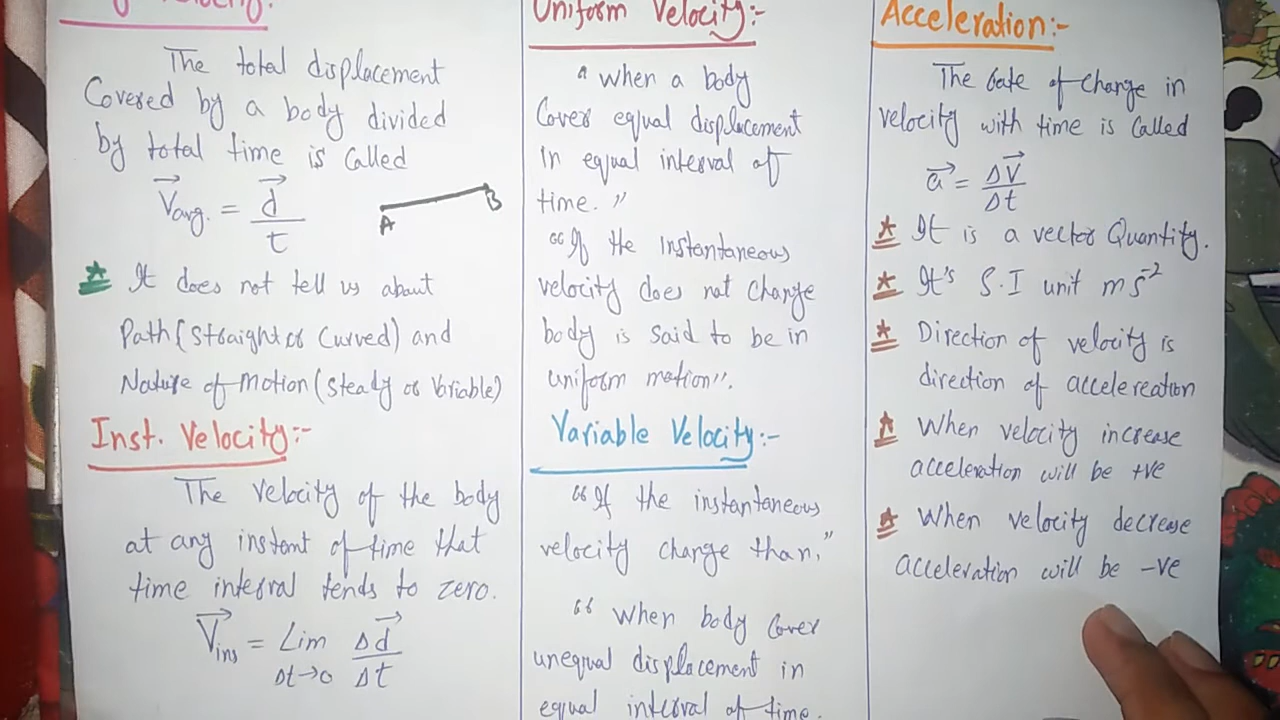 The total displacement
Covered by a body divided
by total time is Called
V⃗avg. = d⃗ / t
A B
It does not tell us about
Path (Straight or Curved) and
Nature of motion (Steady or Variable)
Inst. Velocity:-
The velocity of the body
at any instant of time that
time interval tends to zero.
V⃗ins = Lim Δt→0 Δd⃗ / Δt
Uniform Velocity:-
" When a body
Cover equal displacement
in equal interval of
time. "
"If the instantaneous
velocity does not change
body is said to be in
uniform motion".
Variable Velocity:-
"If the instantaneous
velocity change than."
" When body Cover
unequal displacement in
equal interval of time.
Acceleration:-
The rate of change in
velocity with time is Called
a⃗ = ΔV⃗ / Δt
It is a vector Quantity.
It's S.I unit ms⁻²
Direction of velocity is
direction of accelereation
When velocity increase
acceleration will be +ve
When velocity decrease
acceleration will be -ve